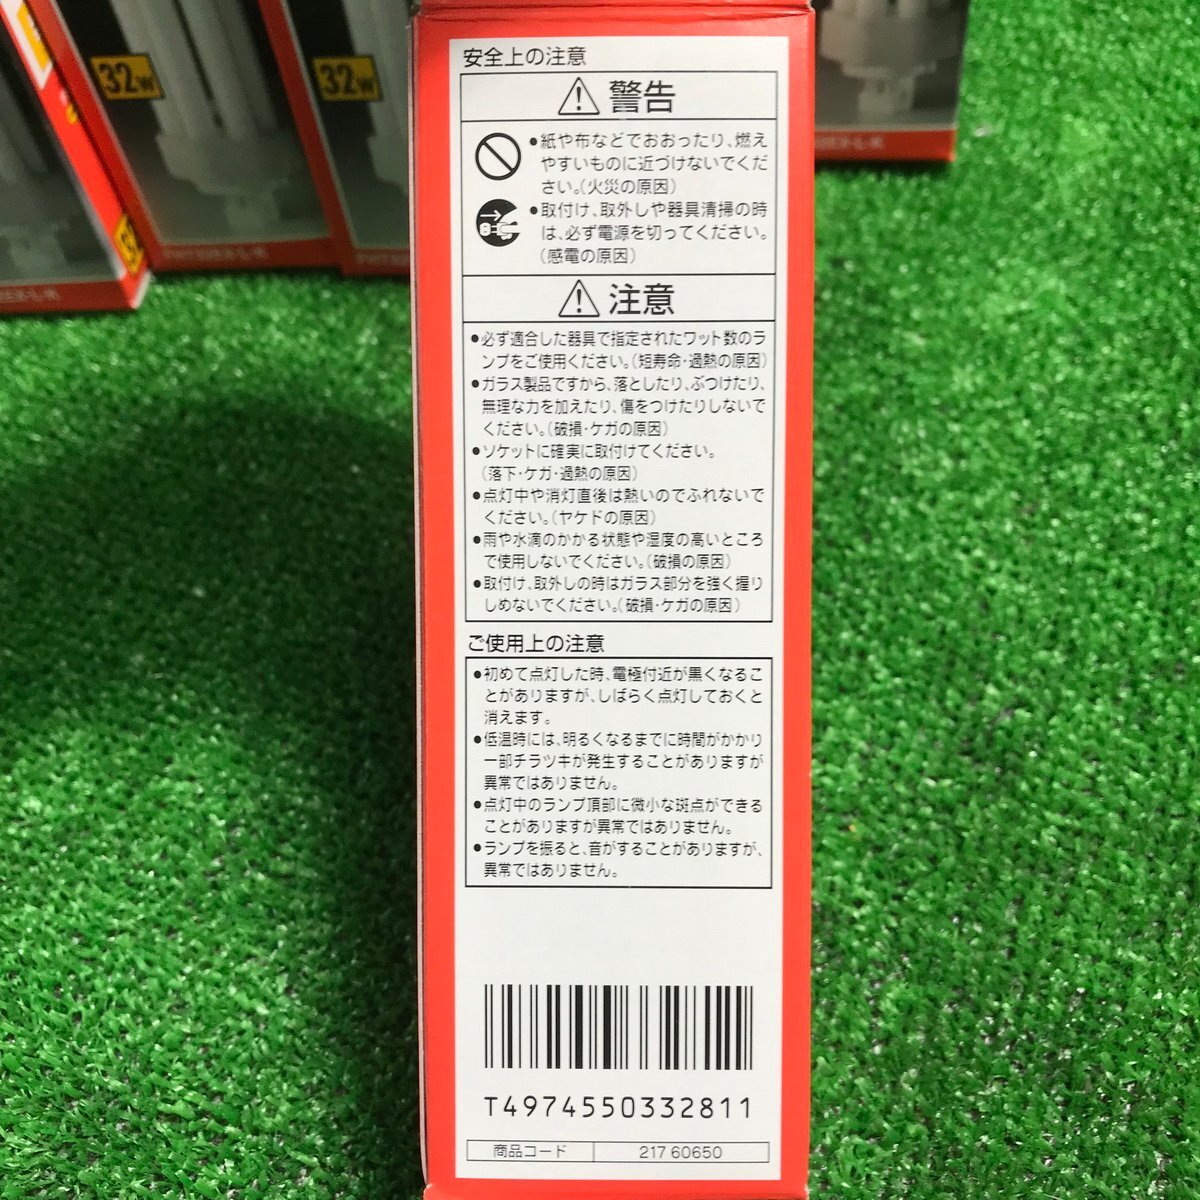 安全上の注意
警告
●紙や布などでおおったり、燃え
やすいものに近づけないでくだ
さい。(火災の原因)
●取付け、取外しや器具清掃の時
は、必ず電源を切ってください。
(感電の原因)
注意
●必ず適合した器具で指定されたワット数のラ
ンプをご使用ください。(短寿命・過熱の原因)
●ガラス製品ですから、落としたり、ぶつけたり、
無理な力を加えたり、傷をつけたりしないで
ください。(破損・ケガの原因)
●ソケットに確実に取付けてください。
(落下・ケガ・過熱の原因)
●点灯中や消灯直後は熱いのでふれないで
ください。(ヤケドの原因)
●雨や水滴のかかる状態や湿度の高いところ
で使用しないでください。(破損の原因)
●取付け、取外しの時はガラス部分を強く握り
しめないでください。(破損・ケガの原因)
ご使用上の注意
●初めて点灯した時、電極付近が黒くなるこ
とがありますが、しばらく点灯しておくと
消えます。
●低温時には、明るくなるまでに時間がかかり
一部チラツキが発生することがありますが
異常ではありません。
●点灯中のランプ頂部に微小な斑点ができる
ことがありますが異常ではありません。
●ランプを振ると、音がすることがありますが、
異常ではありません。
T4974550332811
商品コード 217 60650
32W
32W